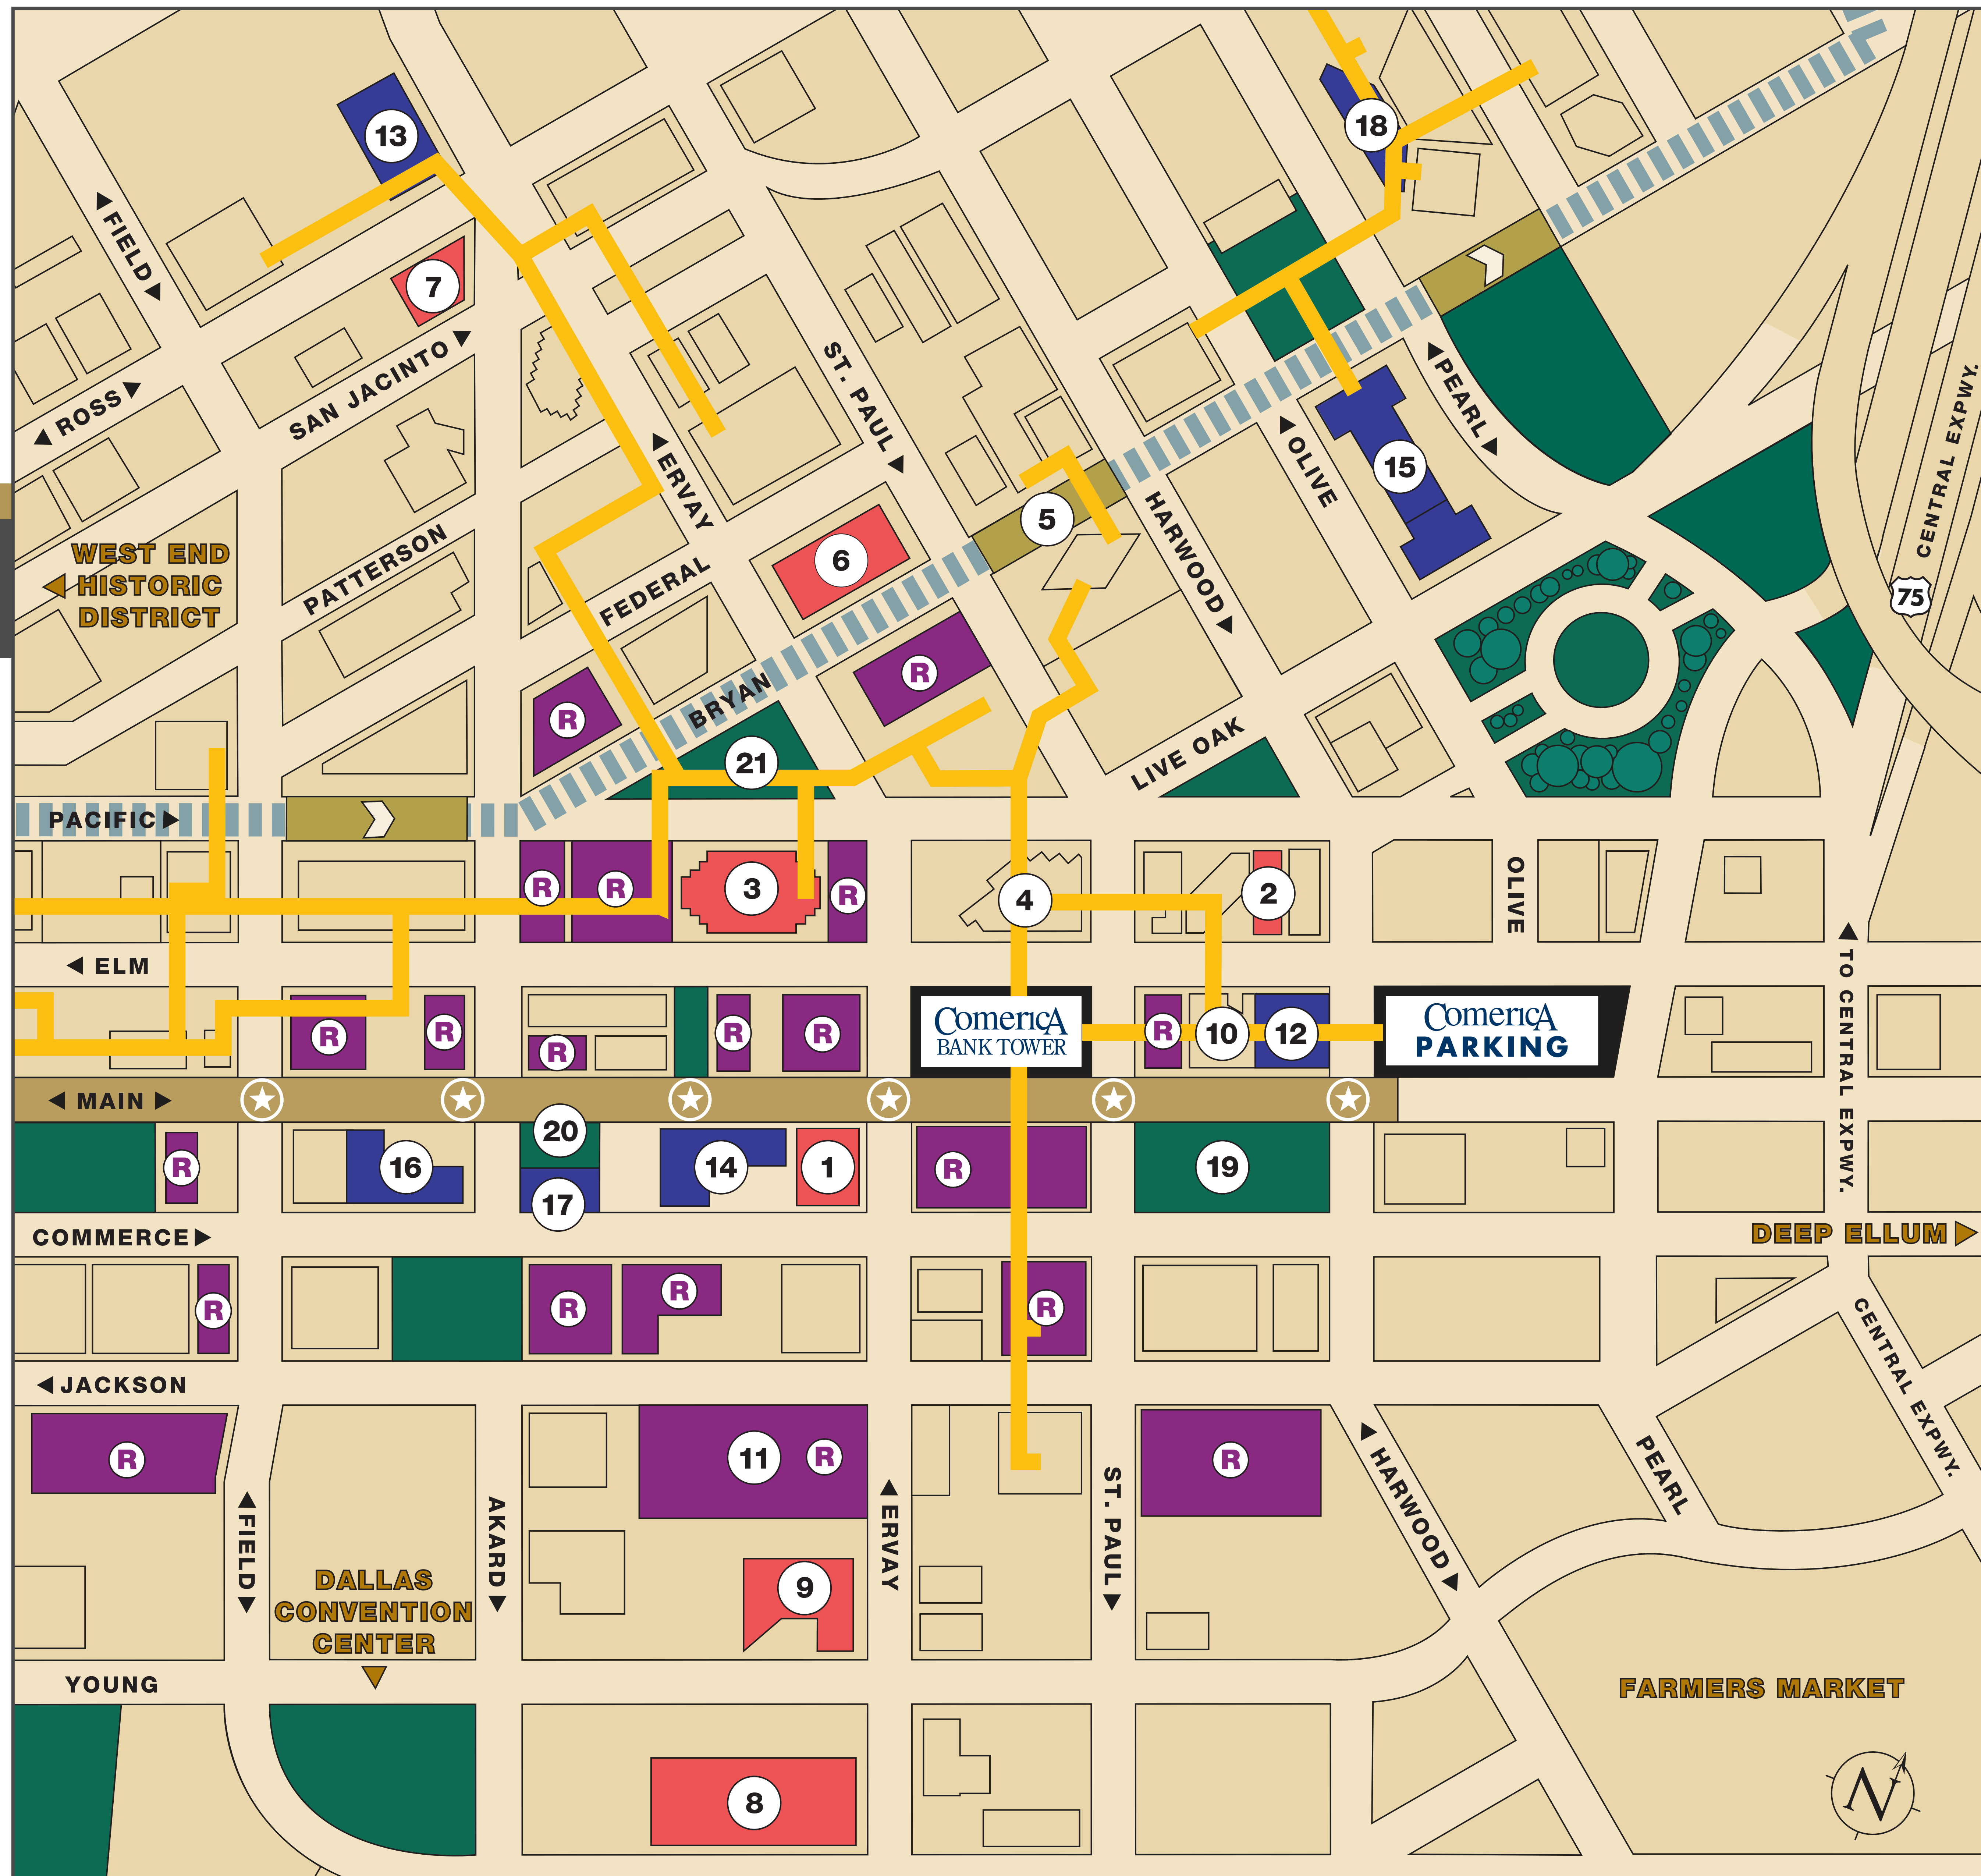 13
18
FIELD
7
SAN JACINTO
ROSS
ST. PAUL
PEARL
CENTRAL EXPWY.
ERVAY
OLIVE
15
5
HARWOOD
WEST END
HISTORIC
DISTRICT
PATTERSON
6
FEDERAL
75
R
R
BRYAN
LIVE OAK
21
PACIFIC
R
R
3
R
4
2
OLIVE
ELM
TO CENTRAL EXPWY.
R
R
R
R
R
COMERICA
BANK TOWER
R
10
12
COMERICA
PARKING
MAIN
20
R
16
14
1
R
19
17
COMMERCE
DEEP ELLUM
R
R
R
R
CENTRAL EXPWY.
JACKSON
R
11
R
R
HARWOOD
PEARL
FIELD
AKARD
ERVAY
ST. PAUL
DALLAS
CONVENTION
CENTER
9
YOUNG
FARMERS MARKET
8
N